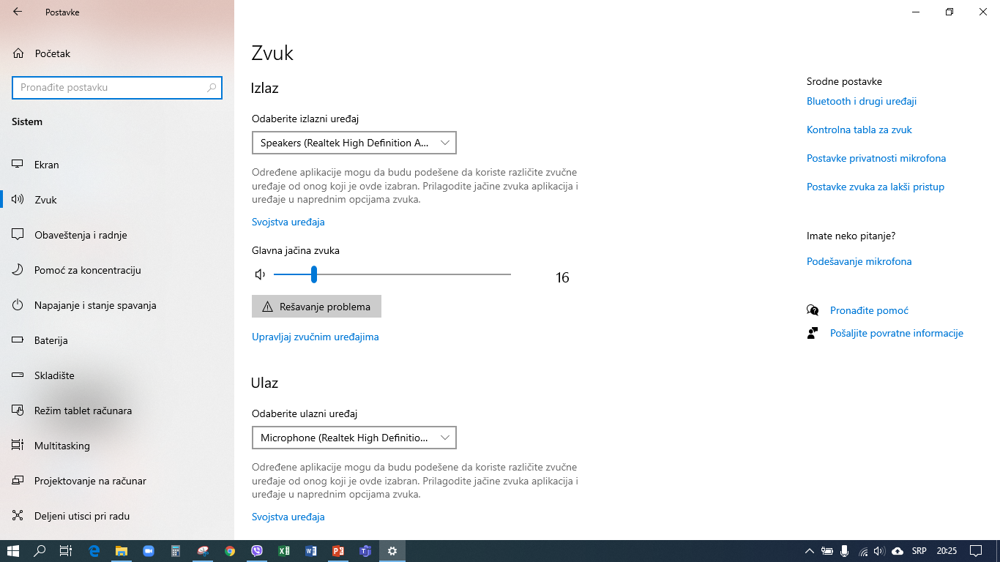 Postavke
Početak
Pronađite postavku
Sistem
Ekran
Zvuk
Obaveštenja i radnje
Pomoć za koncentraciju
Napajanje i stanje spavanja
Baterija
Skladište
Režim tablet računara
Multitasking
Projektovanje na računar
Deljeni utisci pri radu
Zvuk
Izlaz
Odaberite izlazni uređaj
Speakers (Realtek High Definition A...
Određene aplikacije mogu da budu podešene da koriste različite zvučne
uređaje od onog koji je ovde izabran. Prilagodite jačine zvuka aplikacija i
uređaje u naprednim opcijama zvuka.
Svojstva uređaja
Glavna jačina zvuka
16
Rešavanje problema
Upravljaj zvučnim uređajima
Ulaz
Odaberite ulazni uređaj
Microphone (Realtek High Definitio...
Određene aplikacije mogu da budu podešene da koriste različite zvučne
uređaje od onog koji je ovde izabran. Prilagodite jačine zvuka aplikacija i
uređaje u naprednim opcijama zvuka.
Svojstva uređaja
Srodne postavke
Bluetooth i drugi uređaji
Kontrolna tabla za zvuk
Postavke privatnosti mikrofona
Postavke zvuka za lakši pristup
Imate neko pitanje?
Podešavanje mikrofona
Pronađite pomoć
Pošaljite povratne informacije
SRP
20:25